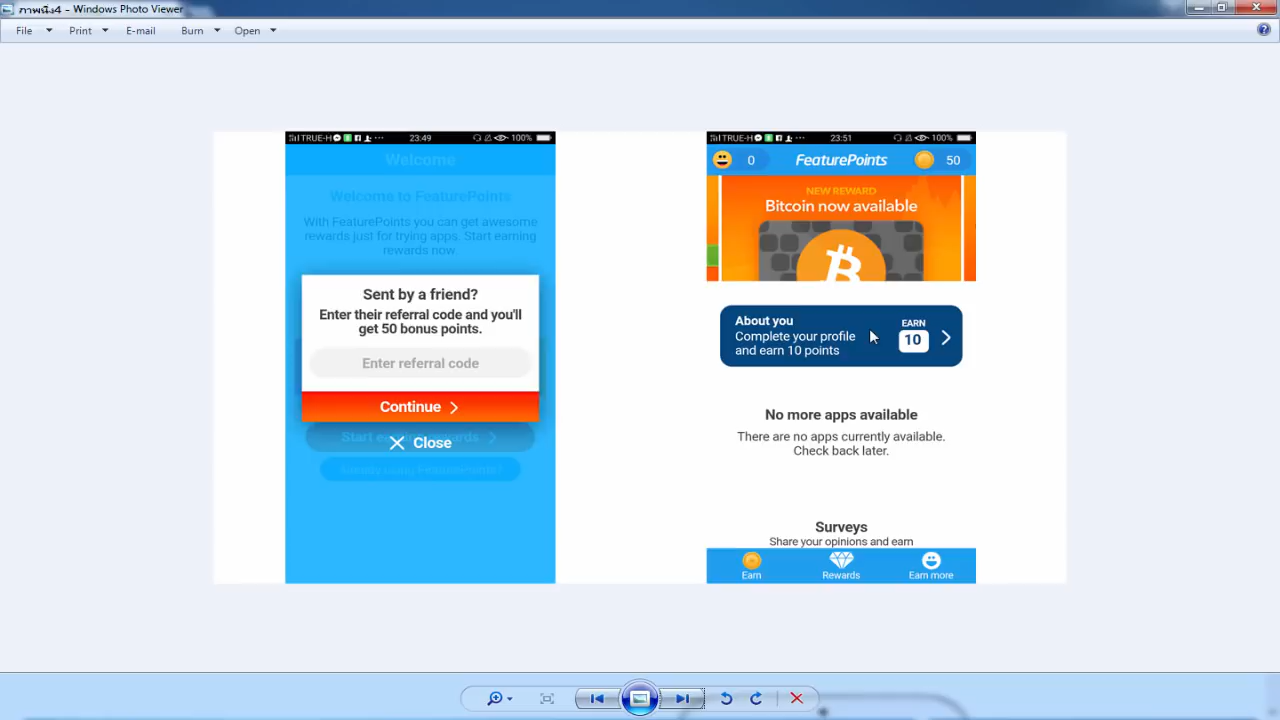 ภาพนิ่ง4 - Windows Photo Viewer
File Print E-mail Burn Open
TRUE-H 23:49 100%
Welcome
Welcome to FeaturePoints
With FeaturePoints you can get awesome
rewards just for trying apps. Start earning
rewards now.
Sent by a friend?
Enter their referral code and you'll
get 50 bonus points.
Enter referral code
Continue
Close
TRUE-H 23:51 100%
0 FeaturePoints 50
NEW REWARD
Bitcoin now available
About you
Complete your profile
and earn 10 points
EARN
10
No more apps available
There are no apps currently available.
Check back later.
Surveys
Share your opinions and earn
Earn Rewards Earn more